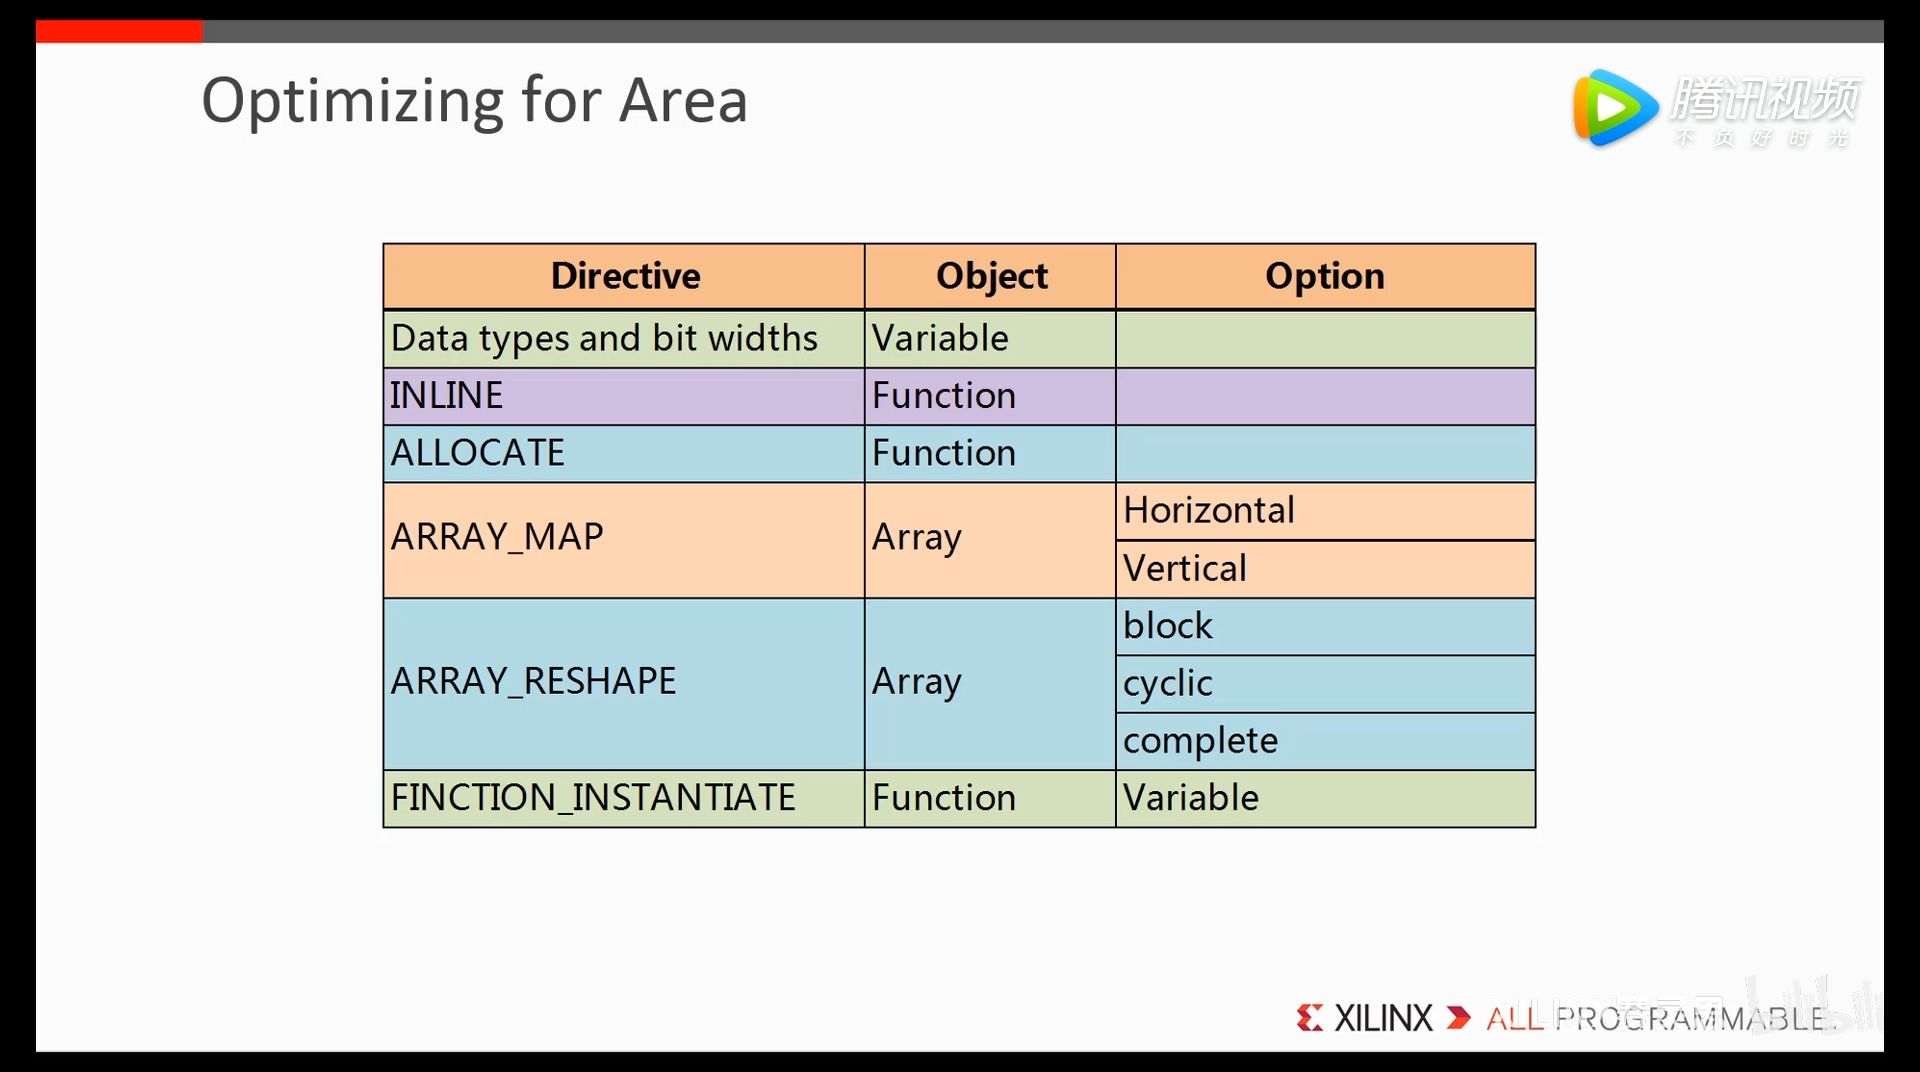 Optimizing for Area
腾讯视频
不负好时光
Directive Object Option
Data types and bit widths Variable
INLINE Function
ALLOCATE Function
ARRAY_MAP Array Horizontal
Vertical
ARRAY_RESHAPE Array block
cyclic
complete
FINCTION_INSTANTIATE Function Variable
XILINX ALL PROGRAMMABLE.